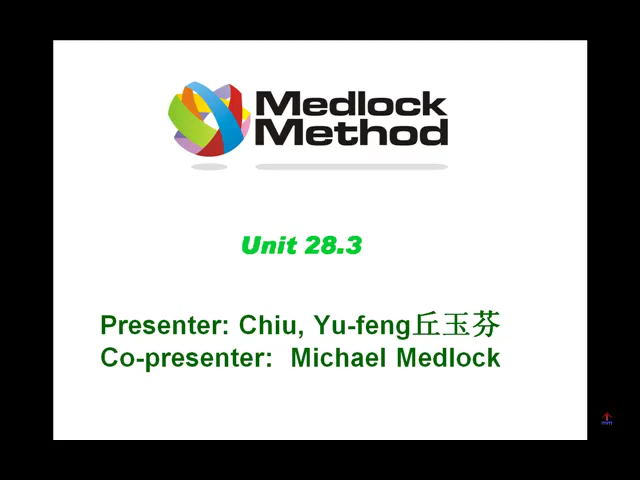 Medlock
Method
Unit 28.3
Presenter: Chiu, Yu-feng丘玉芬
Co-presenter: Michael Medlock
mm